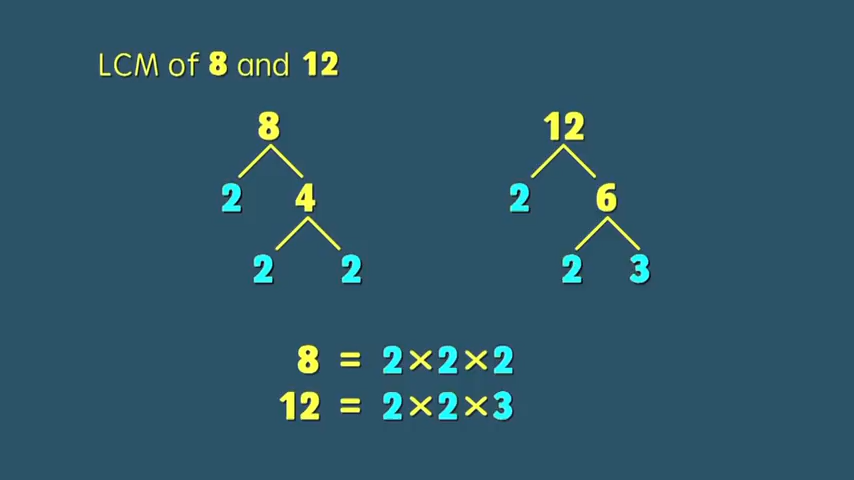 LCM of 8 and 12
8 12
2 4 2 6
2 2 2 3
8 = 2×2×2
12 = 2×2×3